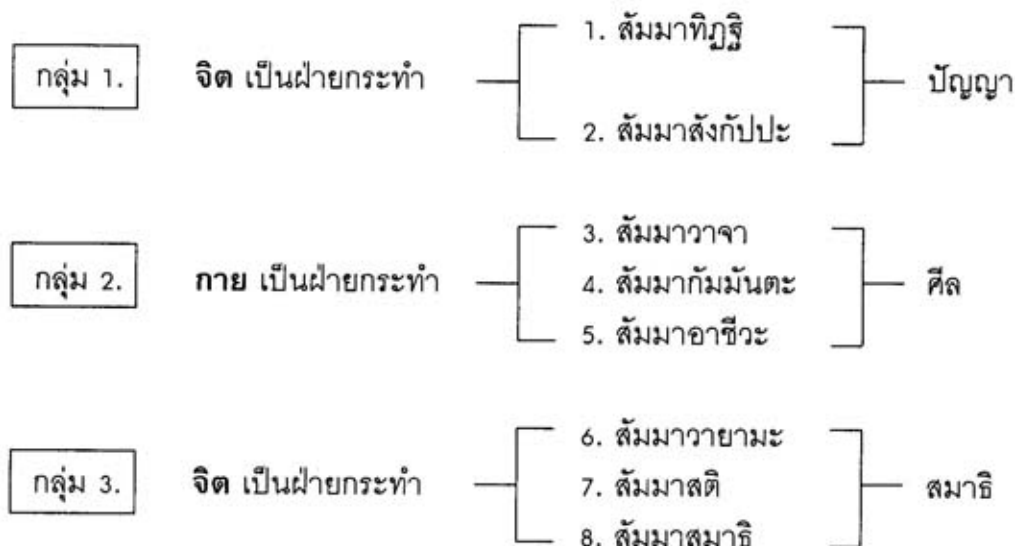 1. สัมมาทิฏฐิ
กลุ่ม 1. จิต เป็นฝ่ายกระทำ ปัญญา
2. สัมมาสังกัปปะ
3. สัมมาวาจา
กลุ่ม 2. กาย เป็นฝ่ายกระทำ 4. สัมมากัมมันตะ ศีล
5. สัมมาอาชีวะ
6. สัมมาวายามะ
กลุ่ม 3. จิต เป็นฝ่ายกระทำ 7. สัมมาสติ สมาธิ
8. สัมมาสมาธิ